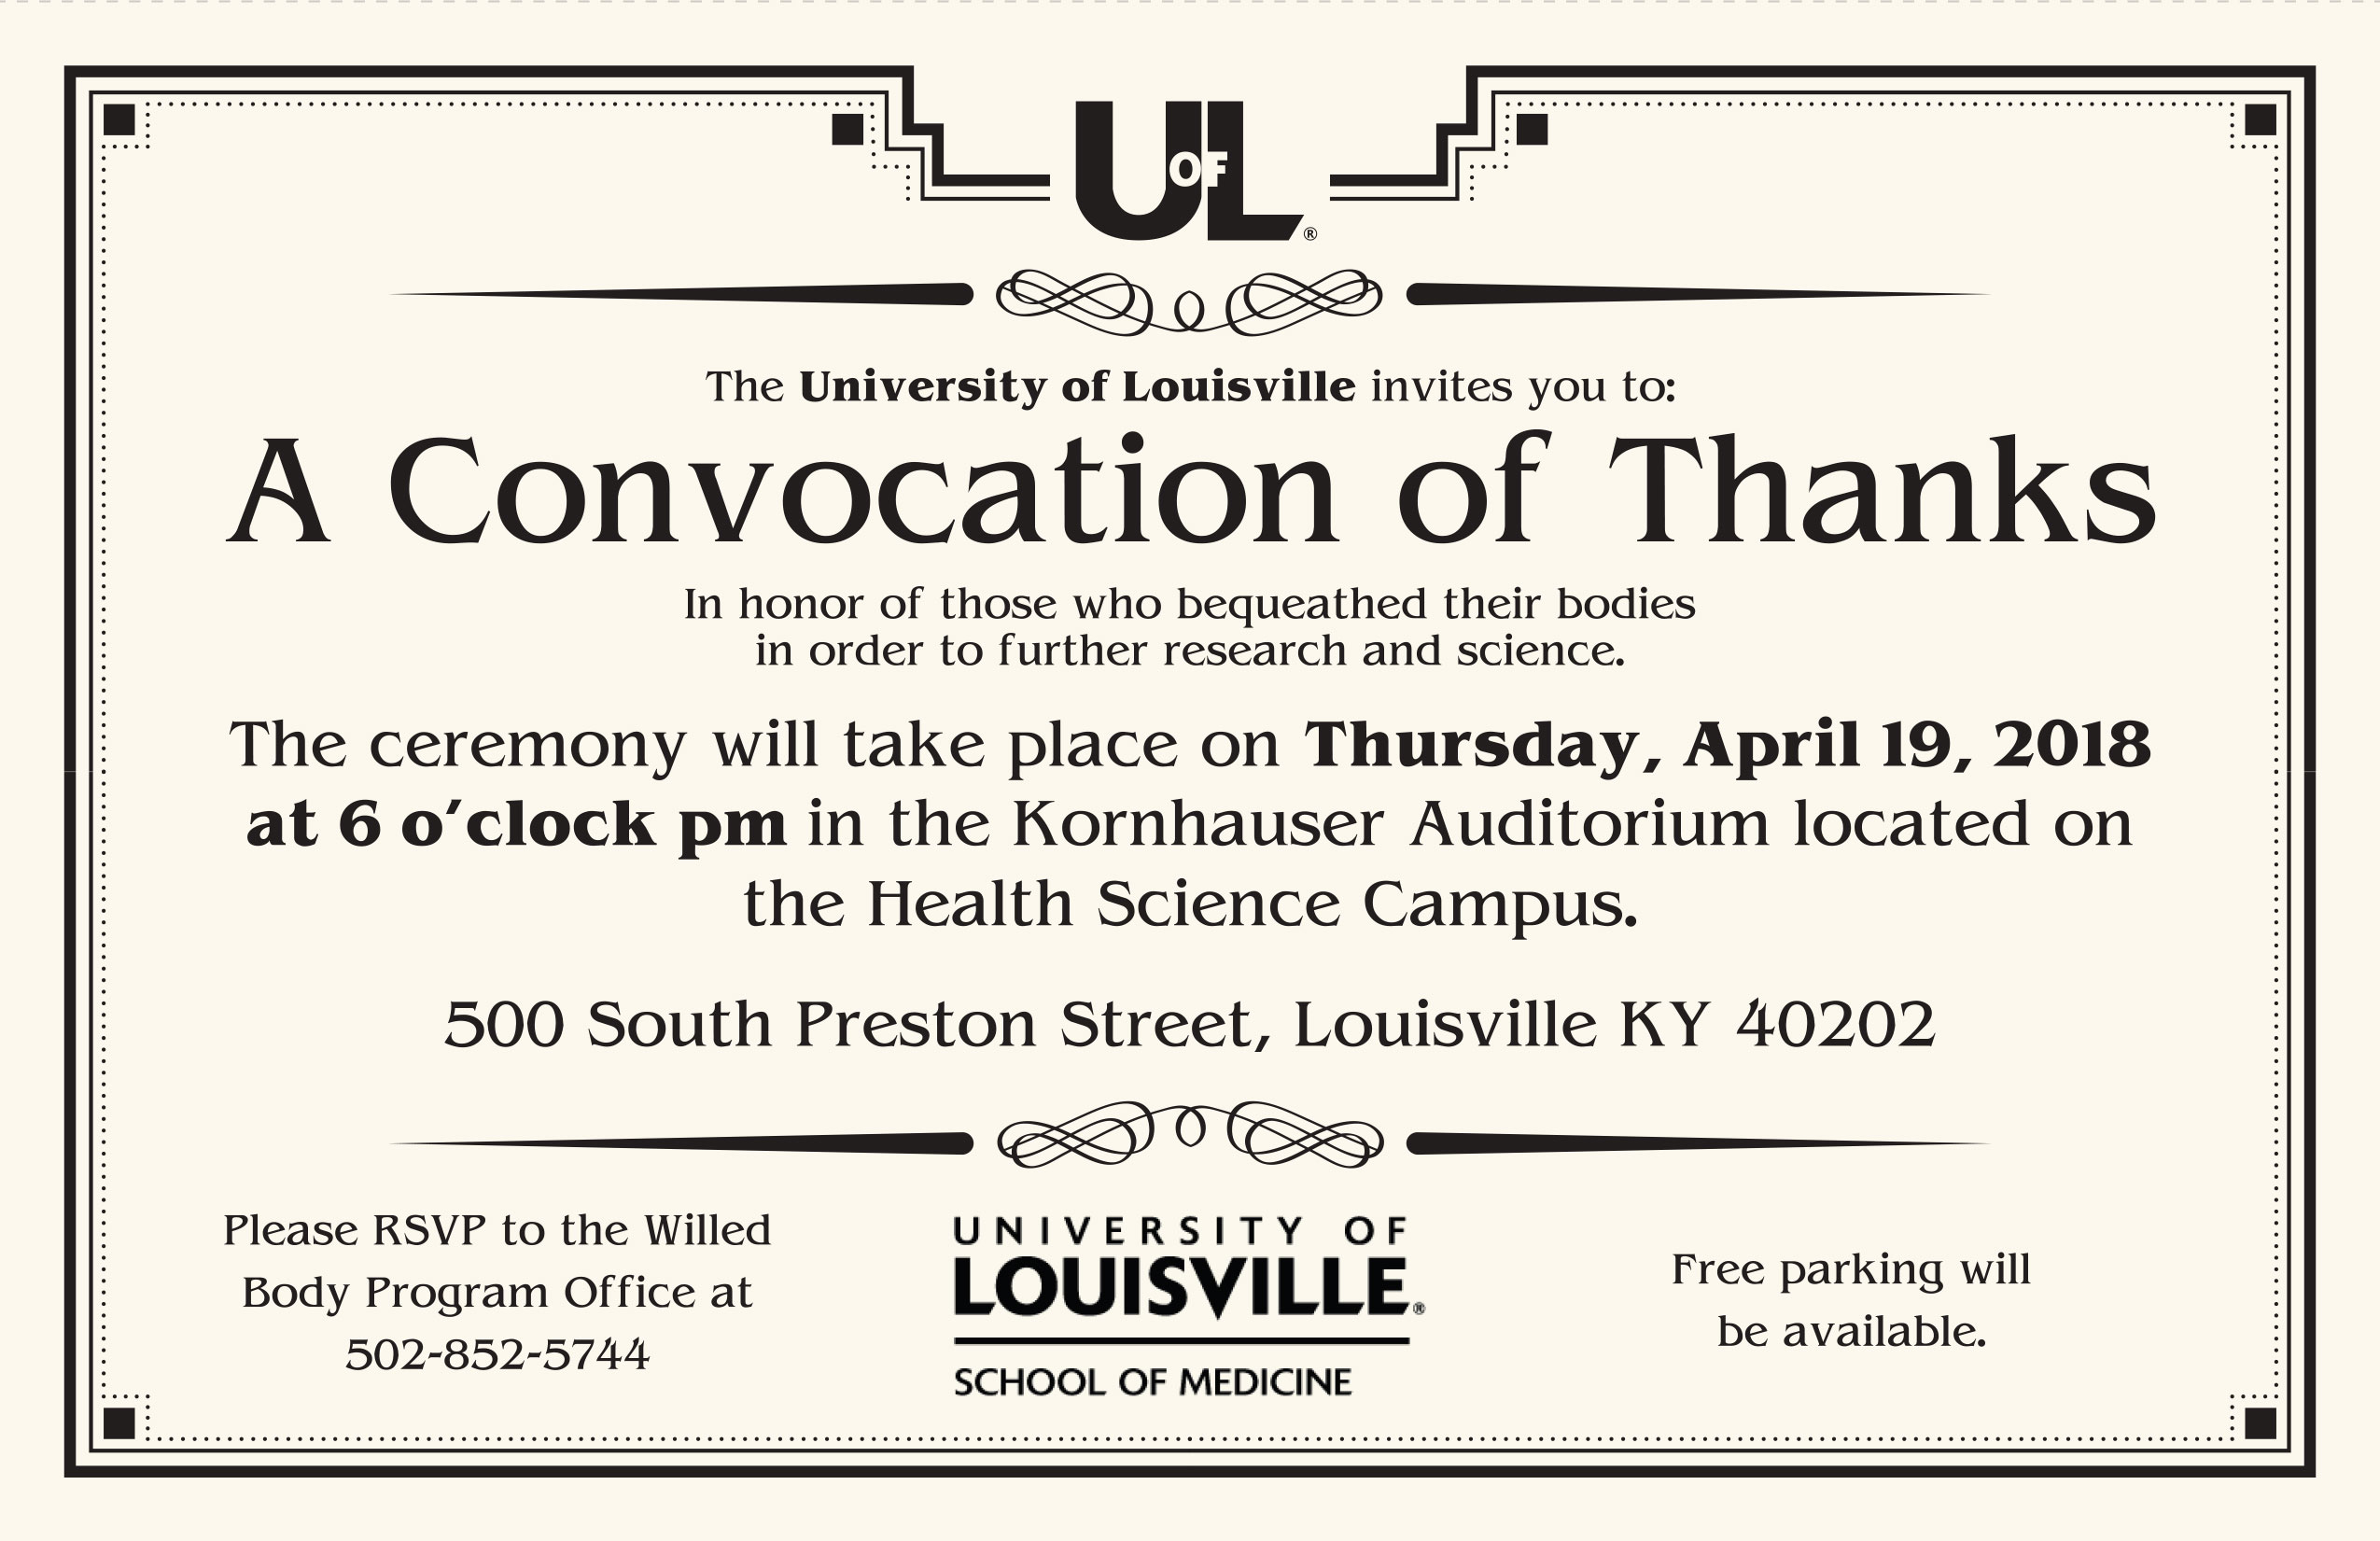 U OF L®
The University of Louisville invites you to:
A Convocation of Thanks
In honor of those who bequeathed their bodies
in order to further research and science.
The ceremony will take place on Thursday, April 19, 2018
at 6 o’clock pm in the Kornhauser Auditorium located on
the Health Science Campus.
500 South Preston Street, Louisville KY 40202
Please RSVP to the Willed
Body Program Office at
502-852-5744
UNIVERSITY OF
LOUISVILLE®
SCHOOL OF MEDICINE
Free parking will
be available.